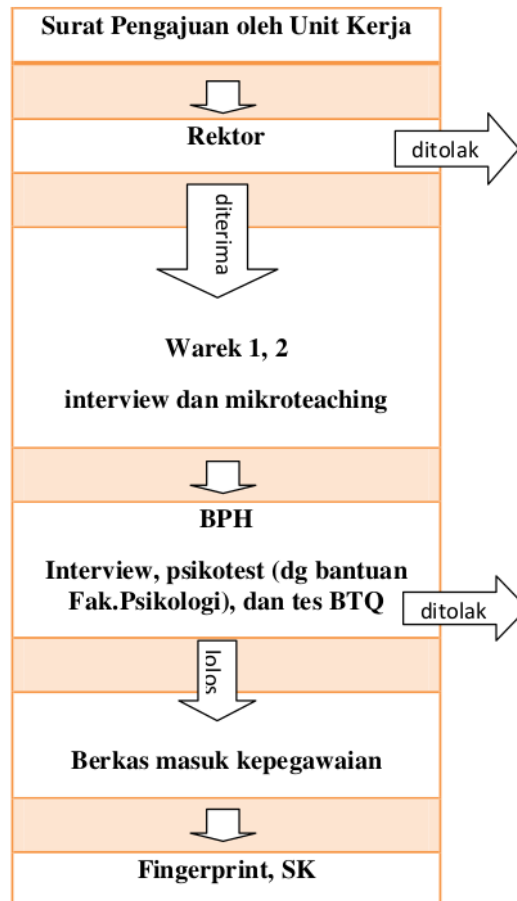 Surat Pengajuan oleh Unit Kerja
Rektor
ditolak
diterima
Warek 1, 2
interview dan mikroteaching
BPH
Interview, psikotest (dg bantuan
Fak.Psikologi), dan tes BTQ
ditolak
lolos
Berkas masuk kepegawaian
Fingerprint, SK